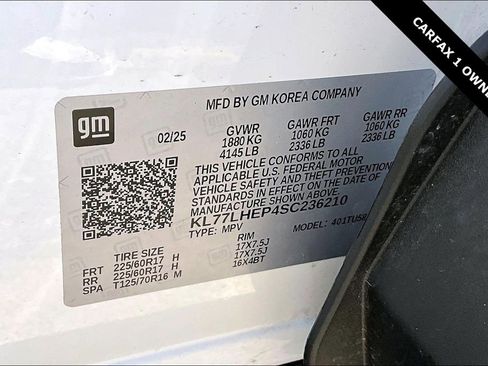 CARFAX 1 OWN
MFD BY GM KOREA COMPANY
gm
02/25
GVWR GAWR FRT GAWR RR
1880 KG 1060 KG 1060 KG
4145 LB 2336 LB 2336 LB
THIS VEHICLE CONFORMS TO ALL
APPLICABLE U.S. FEDERAL MOTOR
VEHICLE SAFETY AND THEFT PREVENTION
STANDARDS IN EFFECT ON THE DATE OF
MANUFACTURE SHOWN ABOVE.
KL77LHEP4SC236210
TYPE: MPV MODEL: 401TU58
TIRE SIZE RIM
FRT 225/60R17 H 17X7.5J
RR 225/60R17 H 17X7.5J
SPA T125/70R16 M 16X4BT